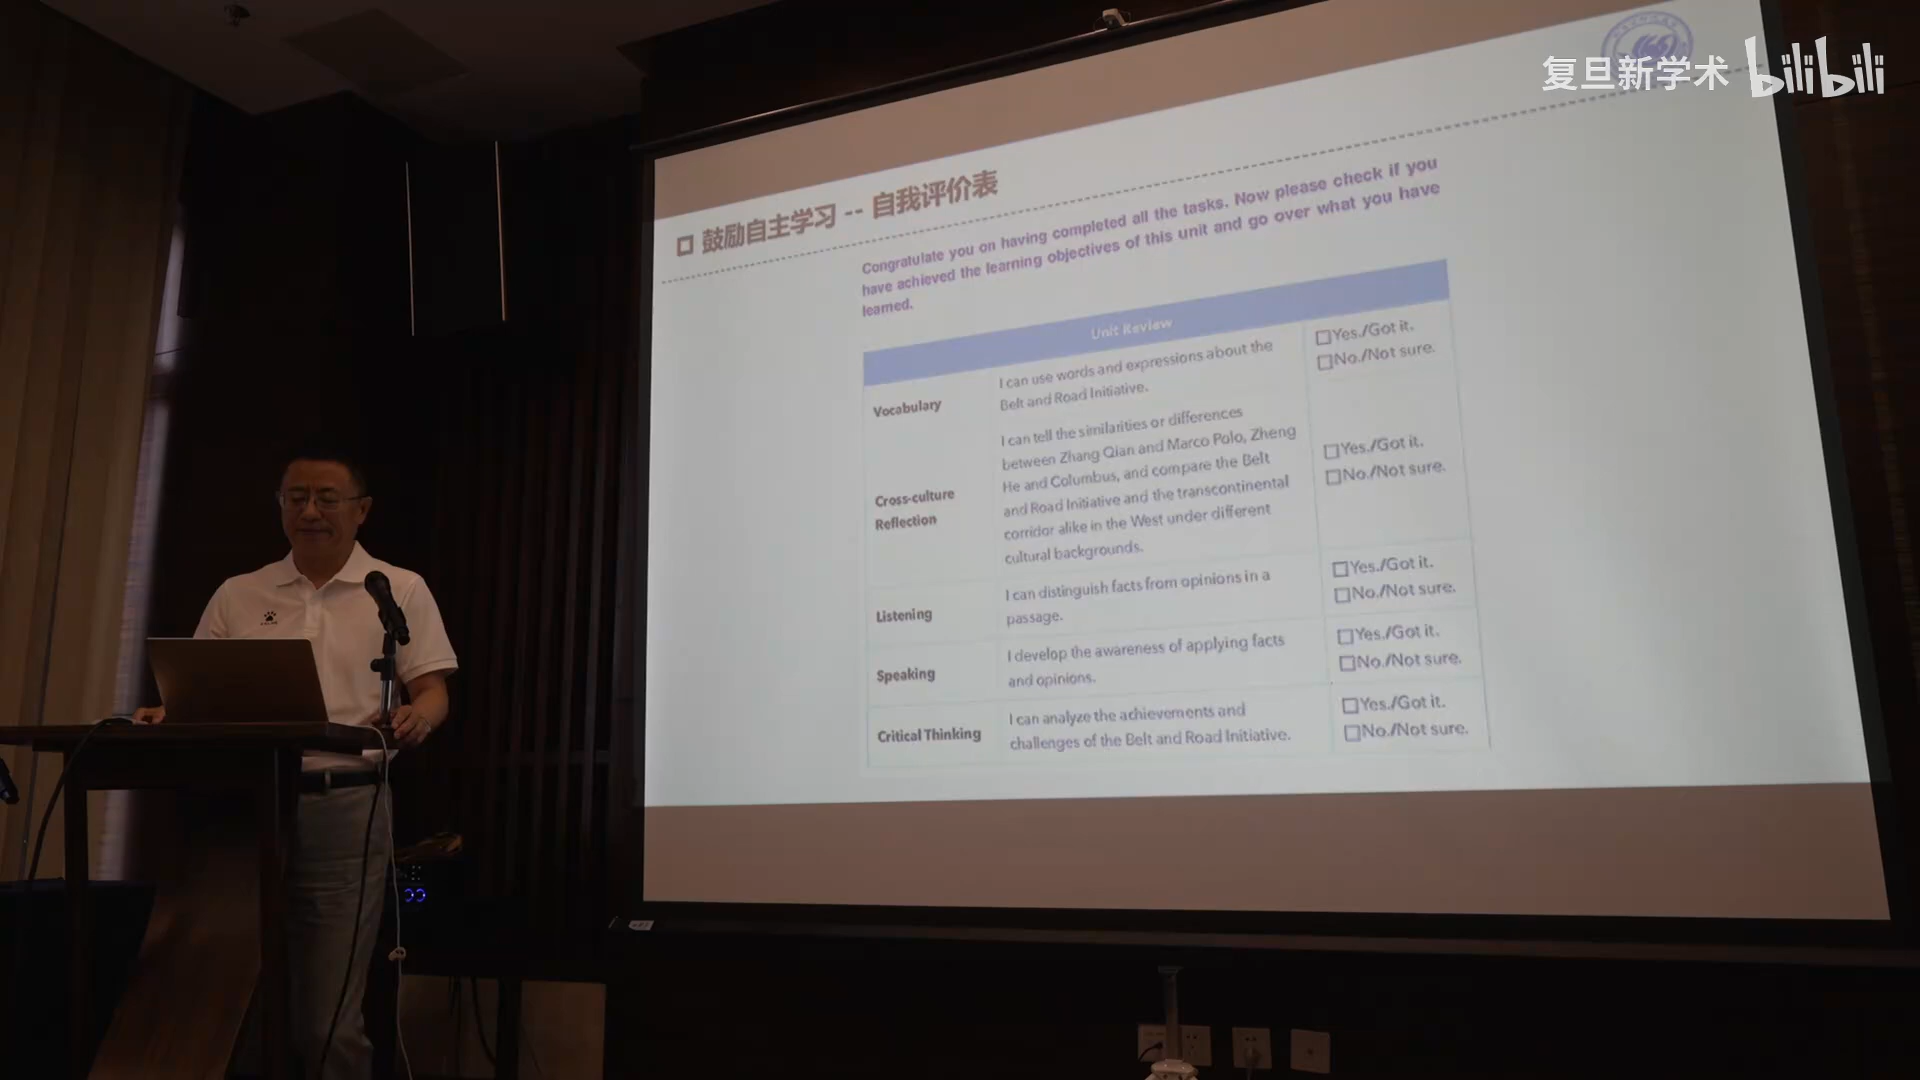 复旦新学术 bilibili
鼓励自主学习 -- 自我评价表
Congratulate you on having completed all the tasks. Now please check if you
have achieved the learning objectives of this unit and go over what you have
learned.
Unit Review
Vocabulary
I can use words and expressions about the
Belt and Road Initiative.
Yes./Got it.
No./Not sure.
Cross-culture
Reflection
I can tell the similarities or differences
between Zhang Qian and Marco Polo, Zheng
He and Columbus, and compare the Belt
and Road Initiative and the transcontinental
corridor alike in the West under different
cultural backgrounds.
Yes./Got it.
No./Not sure.
Listening
I can distinguish facts from opinions in a
passage.
Yes./Got it.
No./Not sure.
Speaking
I develop the awareness of applying facts
and opinions.
Yes./Got it.
No./Not sure.
Critical Thinking
I can analyze the achievements and
challenges of the Belt and Road Initiative.
Yes./Got it.
No./Not sure.